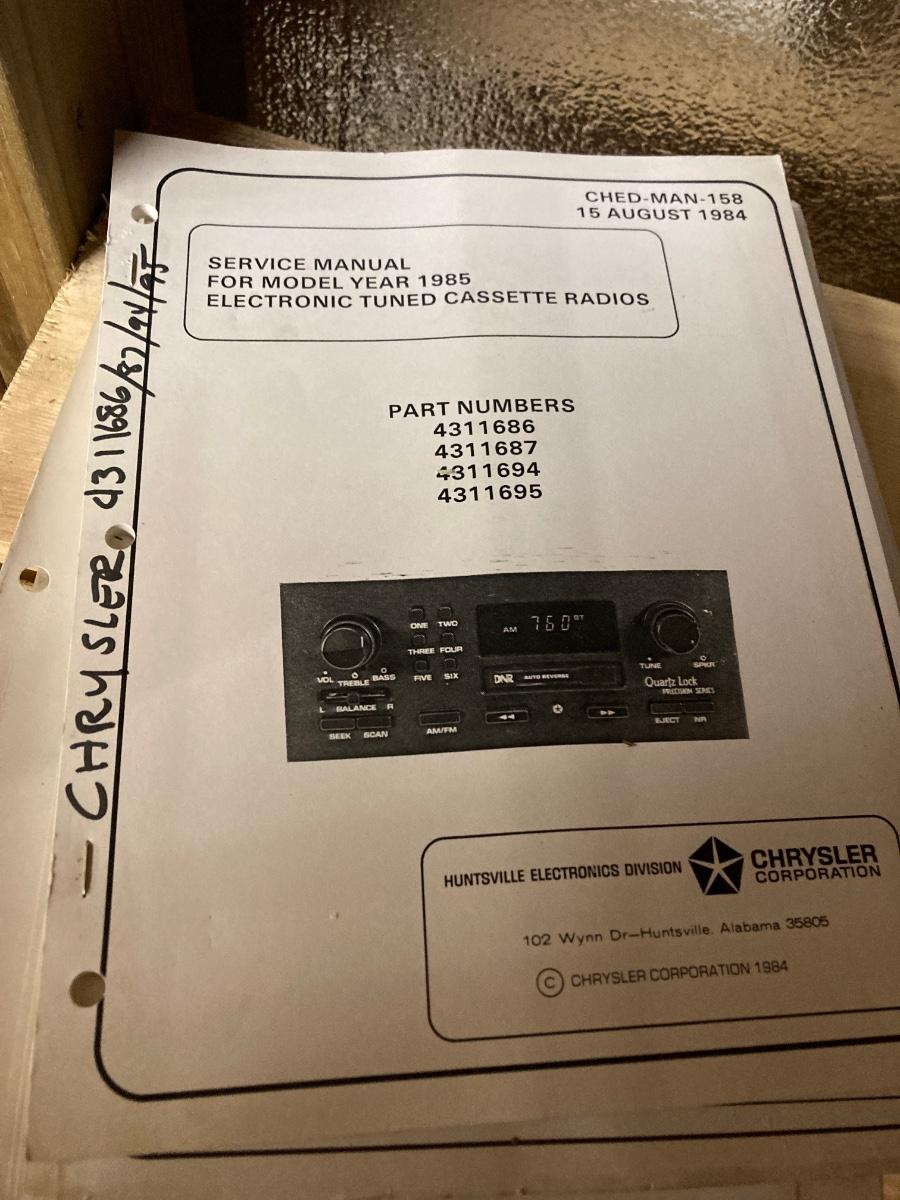 CHED-MAN-158
15 AUGUST 1984
SERVICE MANUAL
FOR MODEL YEAR 1985
ELECTRONIC TUNED CASSETTE RADIOS
PART NUMBERS
4311686
4311687
4311694
4311695
CHRYSLER 4311686/87/94/95
ONE TWO
THREE FOUR
FIVE SIX
VOL TREBLE BASS
L BALANCE R
SEEK SCAN
AM/FM
AM 760 ST
DNR AUTO REVERSE
TUNE SPKR
Quartz Lock
PRECISION SERIES
EJECT NR
HUNTSVILLE ELECTRONICS DIVISION
CHRYSLER
CORPORATION
102 Wynn Dr—Huntsville, Alabama 35805
© CHRYSLER CORPORATION 1984